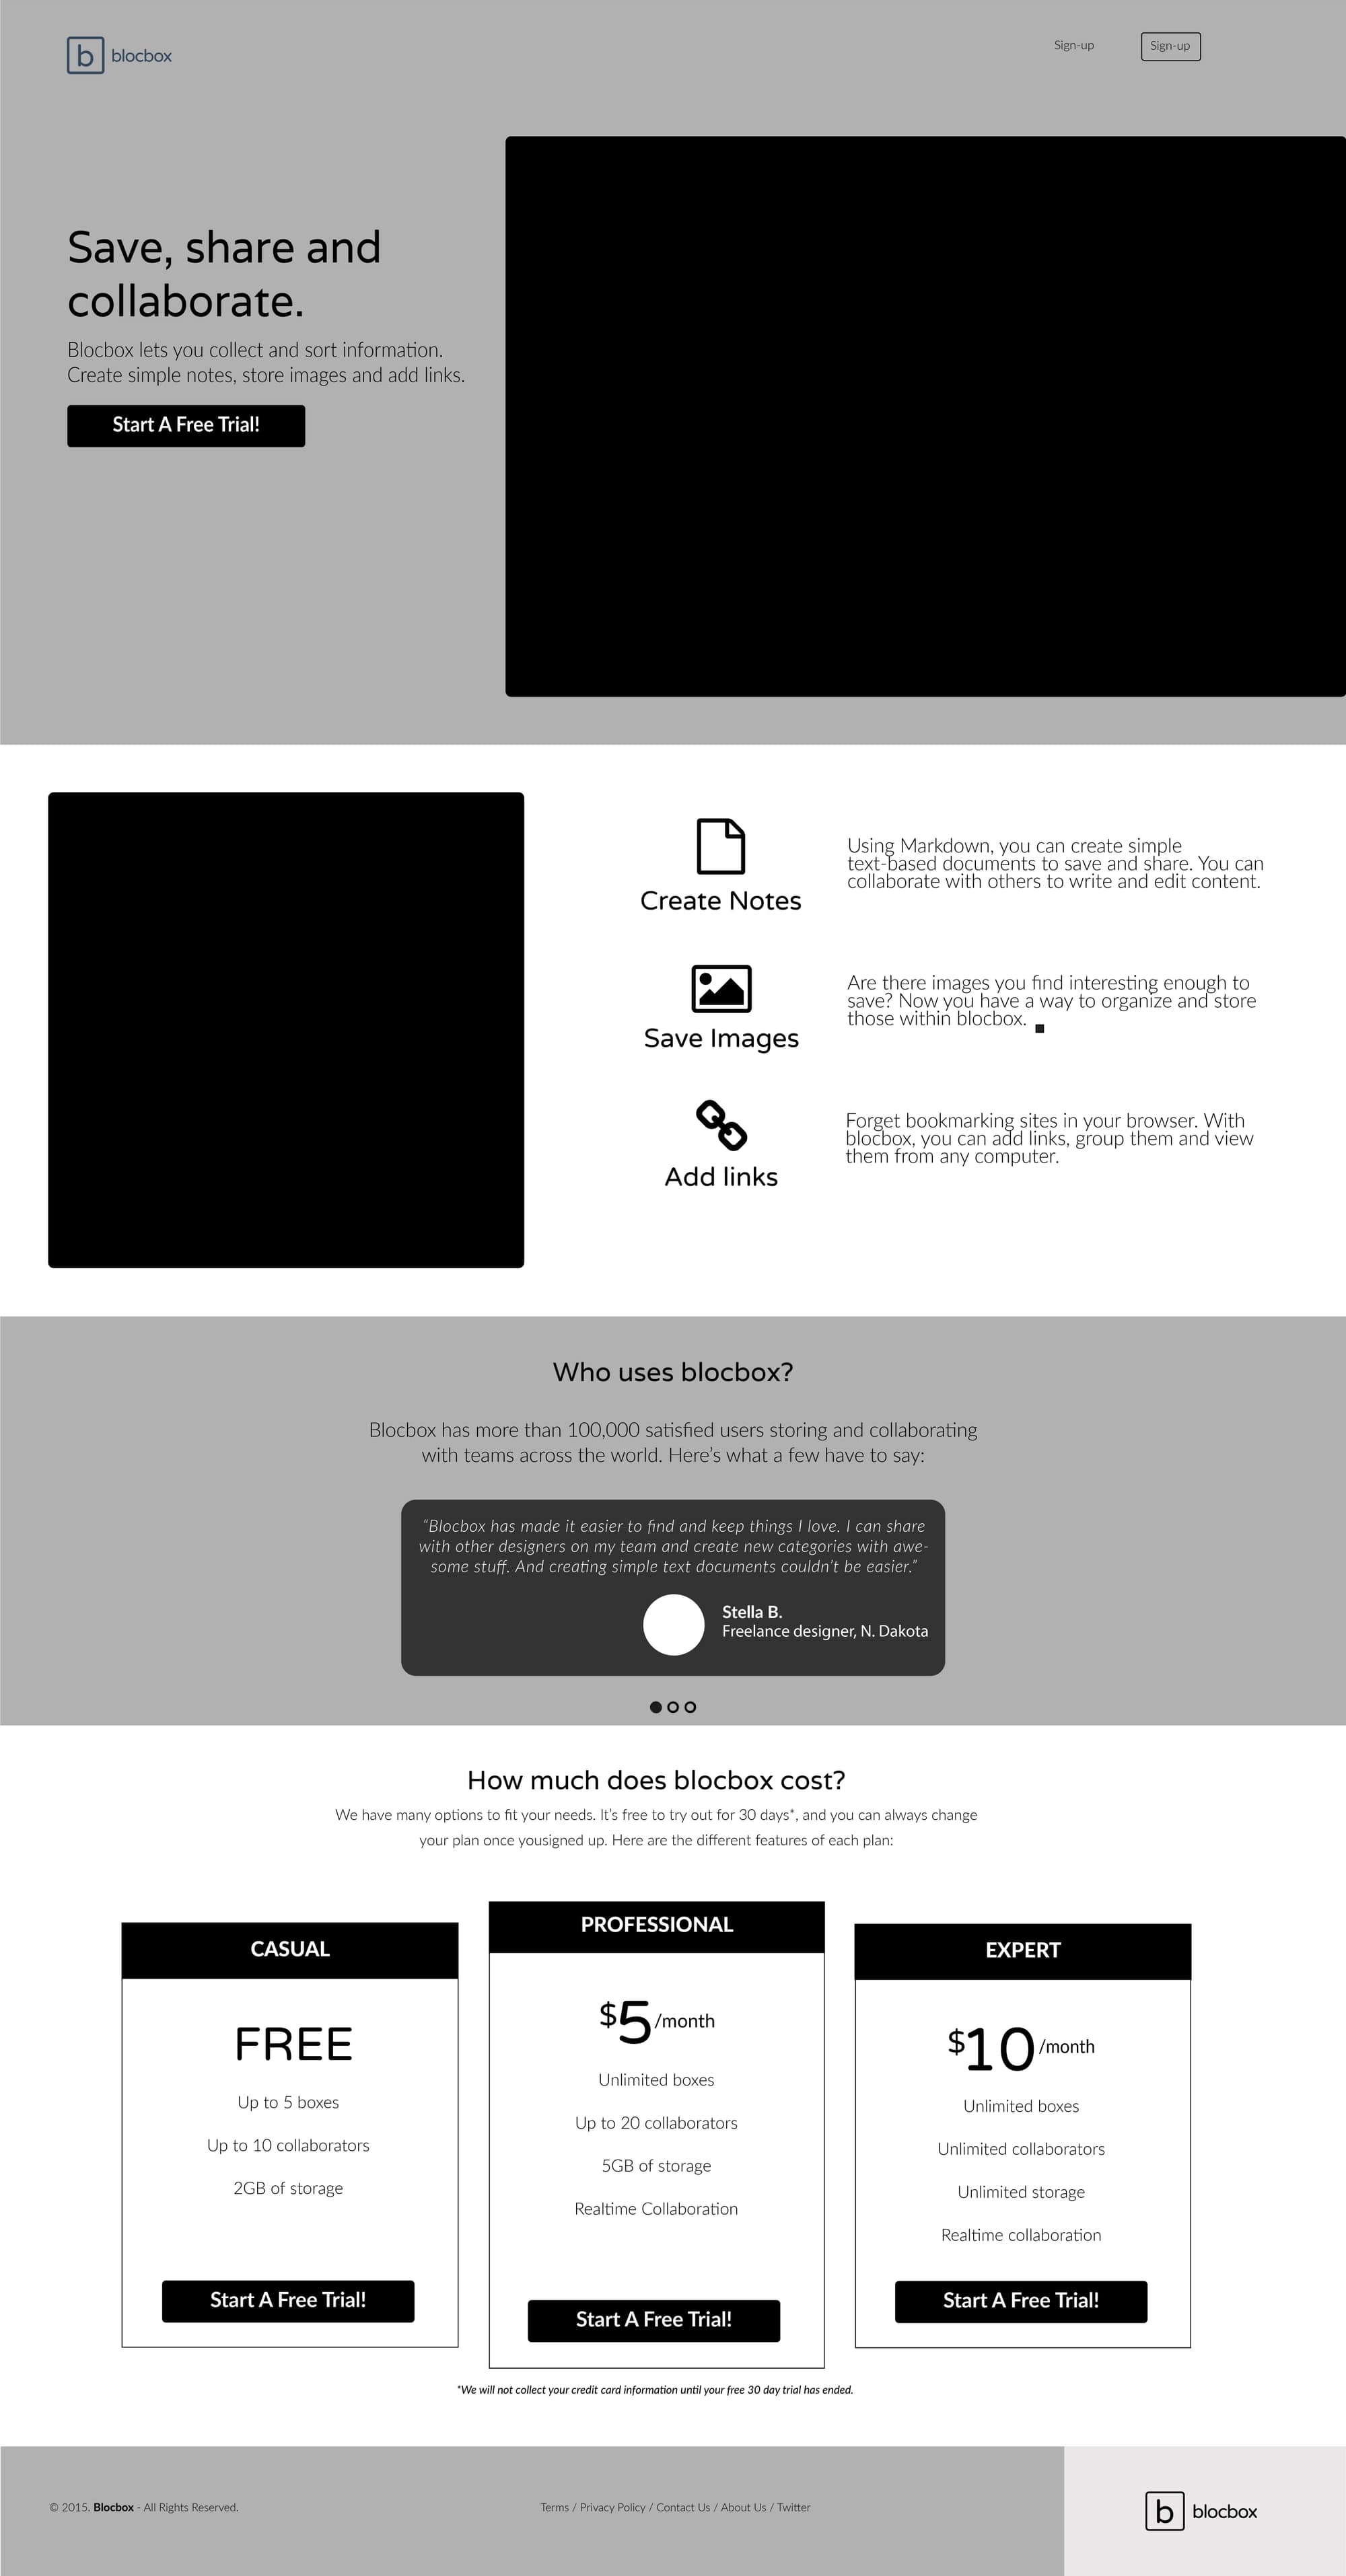 b blocbox
Sign-up
Sign-up
Save, share and
collaborate.
Blocbox lets you collect and sort information.
Create simple notes, store images and add links.
Start A Free Trial!
Create Notes
Using Markdown, you can create simple
text-based documents to save and share. You can
collaborate with others to write and edit content.
Save Images
Are there images you find interesting enough to
save? Now you have a way to organize and store
those within blocbox.
Add links
Forget bookmarking sites in your browser. With
blocbox, you can add links, group them and view
them from any computer.
Who uses blocbox?
Blocbox has more than 100,000 satisfied users storing and collaborating
with teams across the world. Here’s what a few have to say:
“Blocbox has made it easier to find and keep things I love. I can share
with other designers on my team and create new categories with awe-
some stuff. And creating simple text documents couldn’t be easier.”
Stella B.
Freelance designer, N. Dakota
How much does blocbox cost?
We have many options to fit your needs. It’s free to try out for 30 days*, and you can always change
your plan once yousigned up. Here are the different features of each plan:
CASUAL
FREE
Up to 5 boxes
Up to 10 collaborators
2GB of storage
Start A Free Trial!
PROFESSIONAL
$5/month
Unlimited boxes
Up to 20 collaborators
5GB of storage
Realtime Collaboration
Start A Free Trial!
EXPERT
$10/month
Unlimited boxes
Unlimited collaborators
Unlimited storage
Realtime collaboration
Start A Free Trial!
*We will not collect your credit card information until your free 30 day trial has ended.
© 2015. Blocbox - All Rights Reserved.
Terms / Privacy Policy / Contact Us / About Us / Twitter
b blocbox